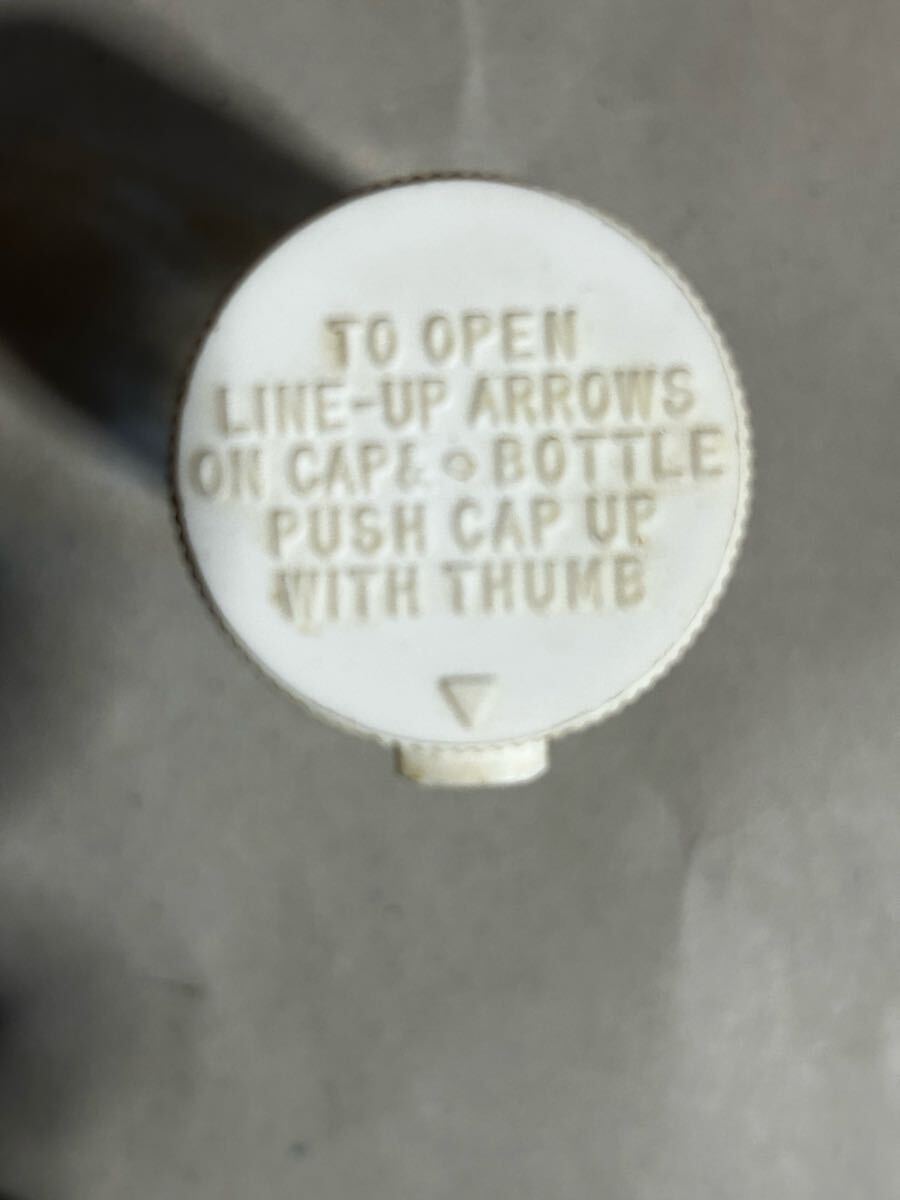 TO OPEN
LINE-UP ARROWS
ON CAP & BOTTLE
PUSH CAP UP
WITH THUMB